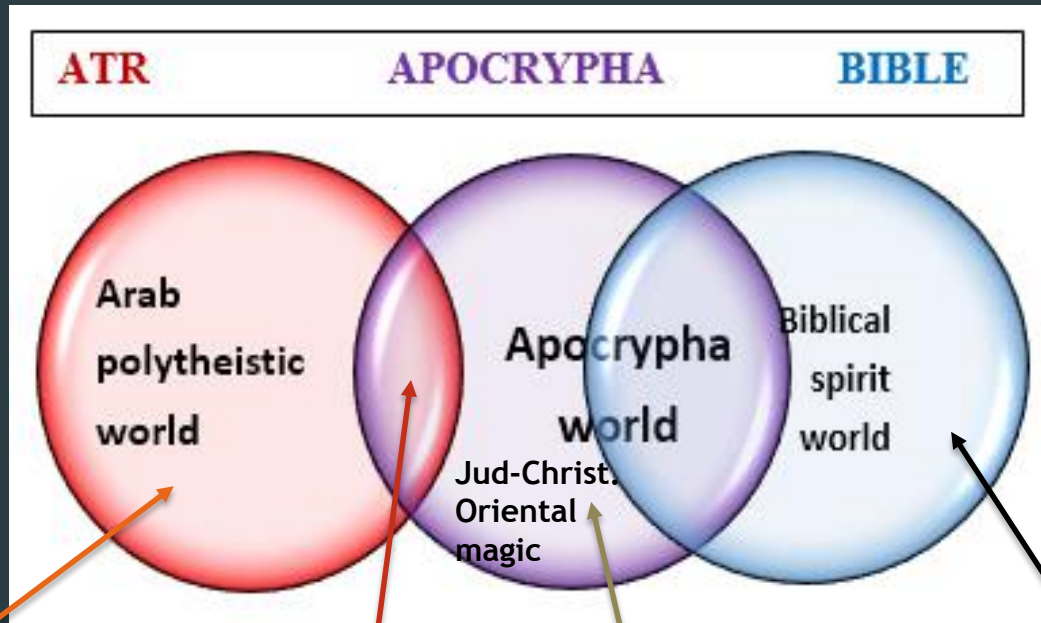 ATR APOCRYPHA BIBLE
Arab
polytheistic
world
Apocrypha
world
Jud-Christ.
Oriental
magic
Biblical
spirit
world